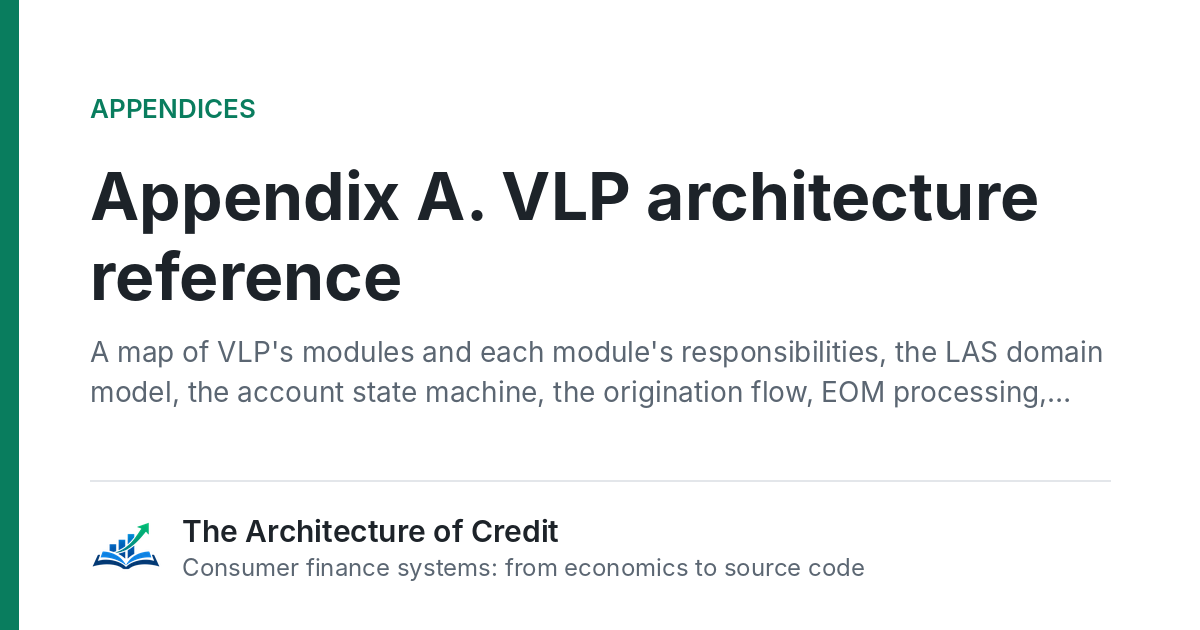 APPENDICES
Appendix A. VLP architecture
reference
A map of VLP's modules and each module's responsibilities, the LAS domain
model, the account state machine, the origination flow, EOM processing,...
The Architecture of Credit
Consumer finance systems: from economics to source code